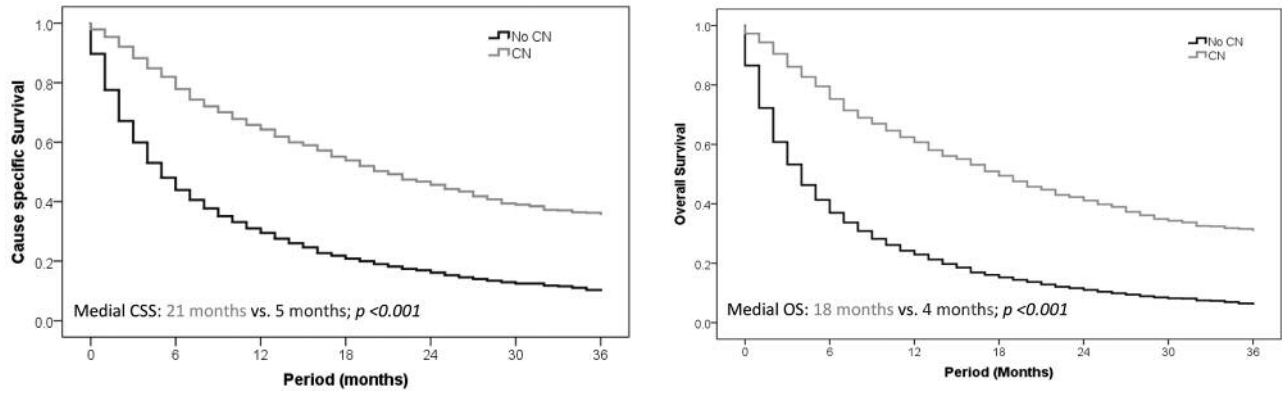 Cause specific Survival
1.0
0.8
0.6
0.4
0.2
0.0
No CN
CN
Medial CSS: 21 months vs. 5 months; p <0.001
0 6 12 18 24 30 36
Period (months)
Overall Survival
1.0
0.8
0.6
0.4
0.2
0.0
No CN
CN
Medial OS: 18 months vs. 4 months; p <0.001
0 6 12 18 24 30 36
Period (Months)